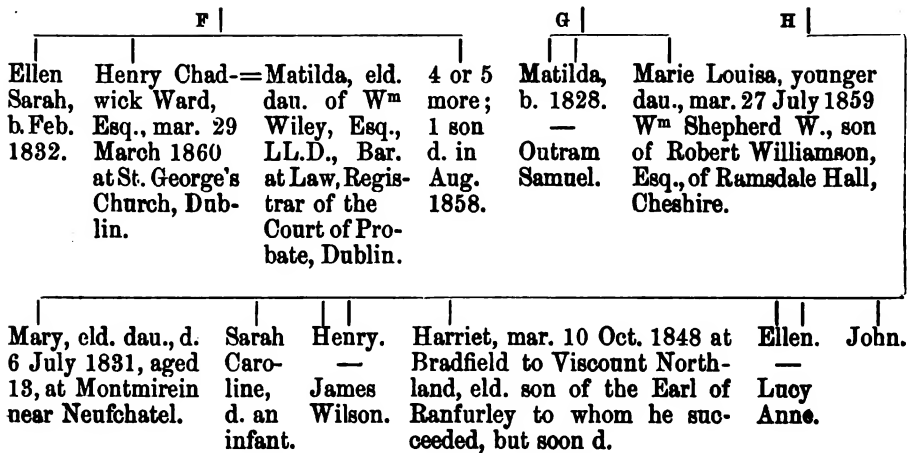 F
G
H
Ellen
Sarah,
b. Feb.
1832.
Henry Chad-=Matilda, eld.
wick Ward,
Esq., mar. 29
March 1860
at St. George's
Church, Dub-
lin.
dau. of Wᵐ
Wiley, Esq.,
LL.D., Bar.
at Law, Regis-
trar of the
Court of Pro-
bate, Dublin.
4 or 5
more;
1 son
d. in
Aug.
1858.
Matilda,
b. 1828.
—
Outram
Samuel.
Marie Louisa, younger
dau., mar. 27 July 1859
Wᵐ Shepherd W., son
of Robert Williamson,
Esq., of Ramsdale Hall,
Cheshire.
Mary, eld. dau., d.
6 July 1831, aged
13, at Montmirein
near Neufchatel.
Sarah
Caro-
line,
d. an
infant.
Henry.
—
James
Wilson.
Harriet, mar. 10 Oct. 1848 at
Bradfield to Viscount North-
land, eld. son of the Earl of
Ranfurley to whom he suc-
ceeded, but soon d.
Ellen.
—
Lucy
Anne.
John.